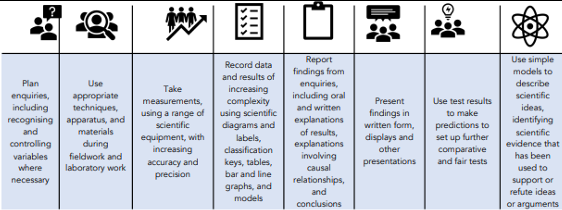 ?
Plan
enquiries,
including
recognising
and
controlling
variables
where
necessary
Use
appropriate
techniques,
apparatus, and
materials
during
fieldwork and
laboratory work
Take
measurements,
using a range of
scientific
equipment, with
increasing
accuracy and
precision
Record data
and results of
increasing
complexity
using scientific
diagrams and
labels,
classification
keys, tables,
bar and line
graphs, and
models
Report
findings from
enquiries,
including oral
and written
explanations
of results,
explanations
involving
causal
relationships,
and
conclusions
Present
findings in
written form,
displays and
other
presentations
Use test results
to make
predictions to
set up further
comparative
and fair tests
Use simple
models to
describe
scientific
ideas,
identifying
scientific
evidence that
has been
used to
support or
refute ideas
or arguments